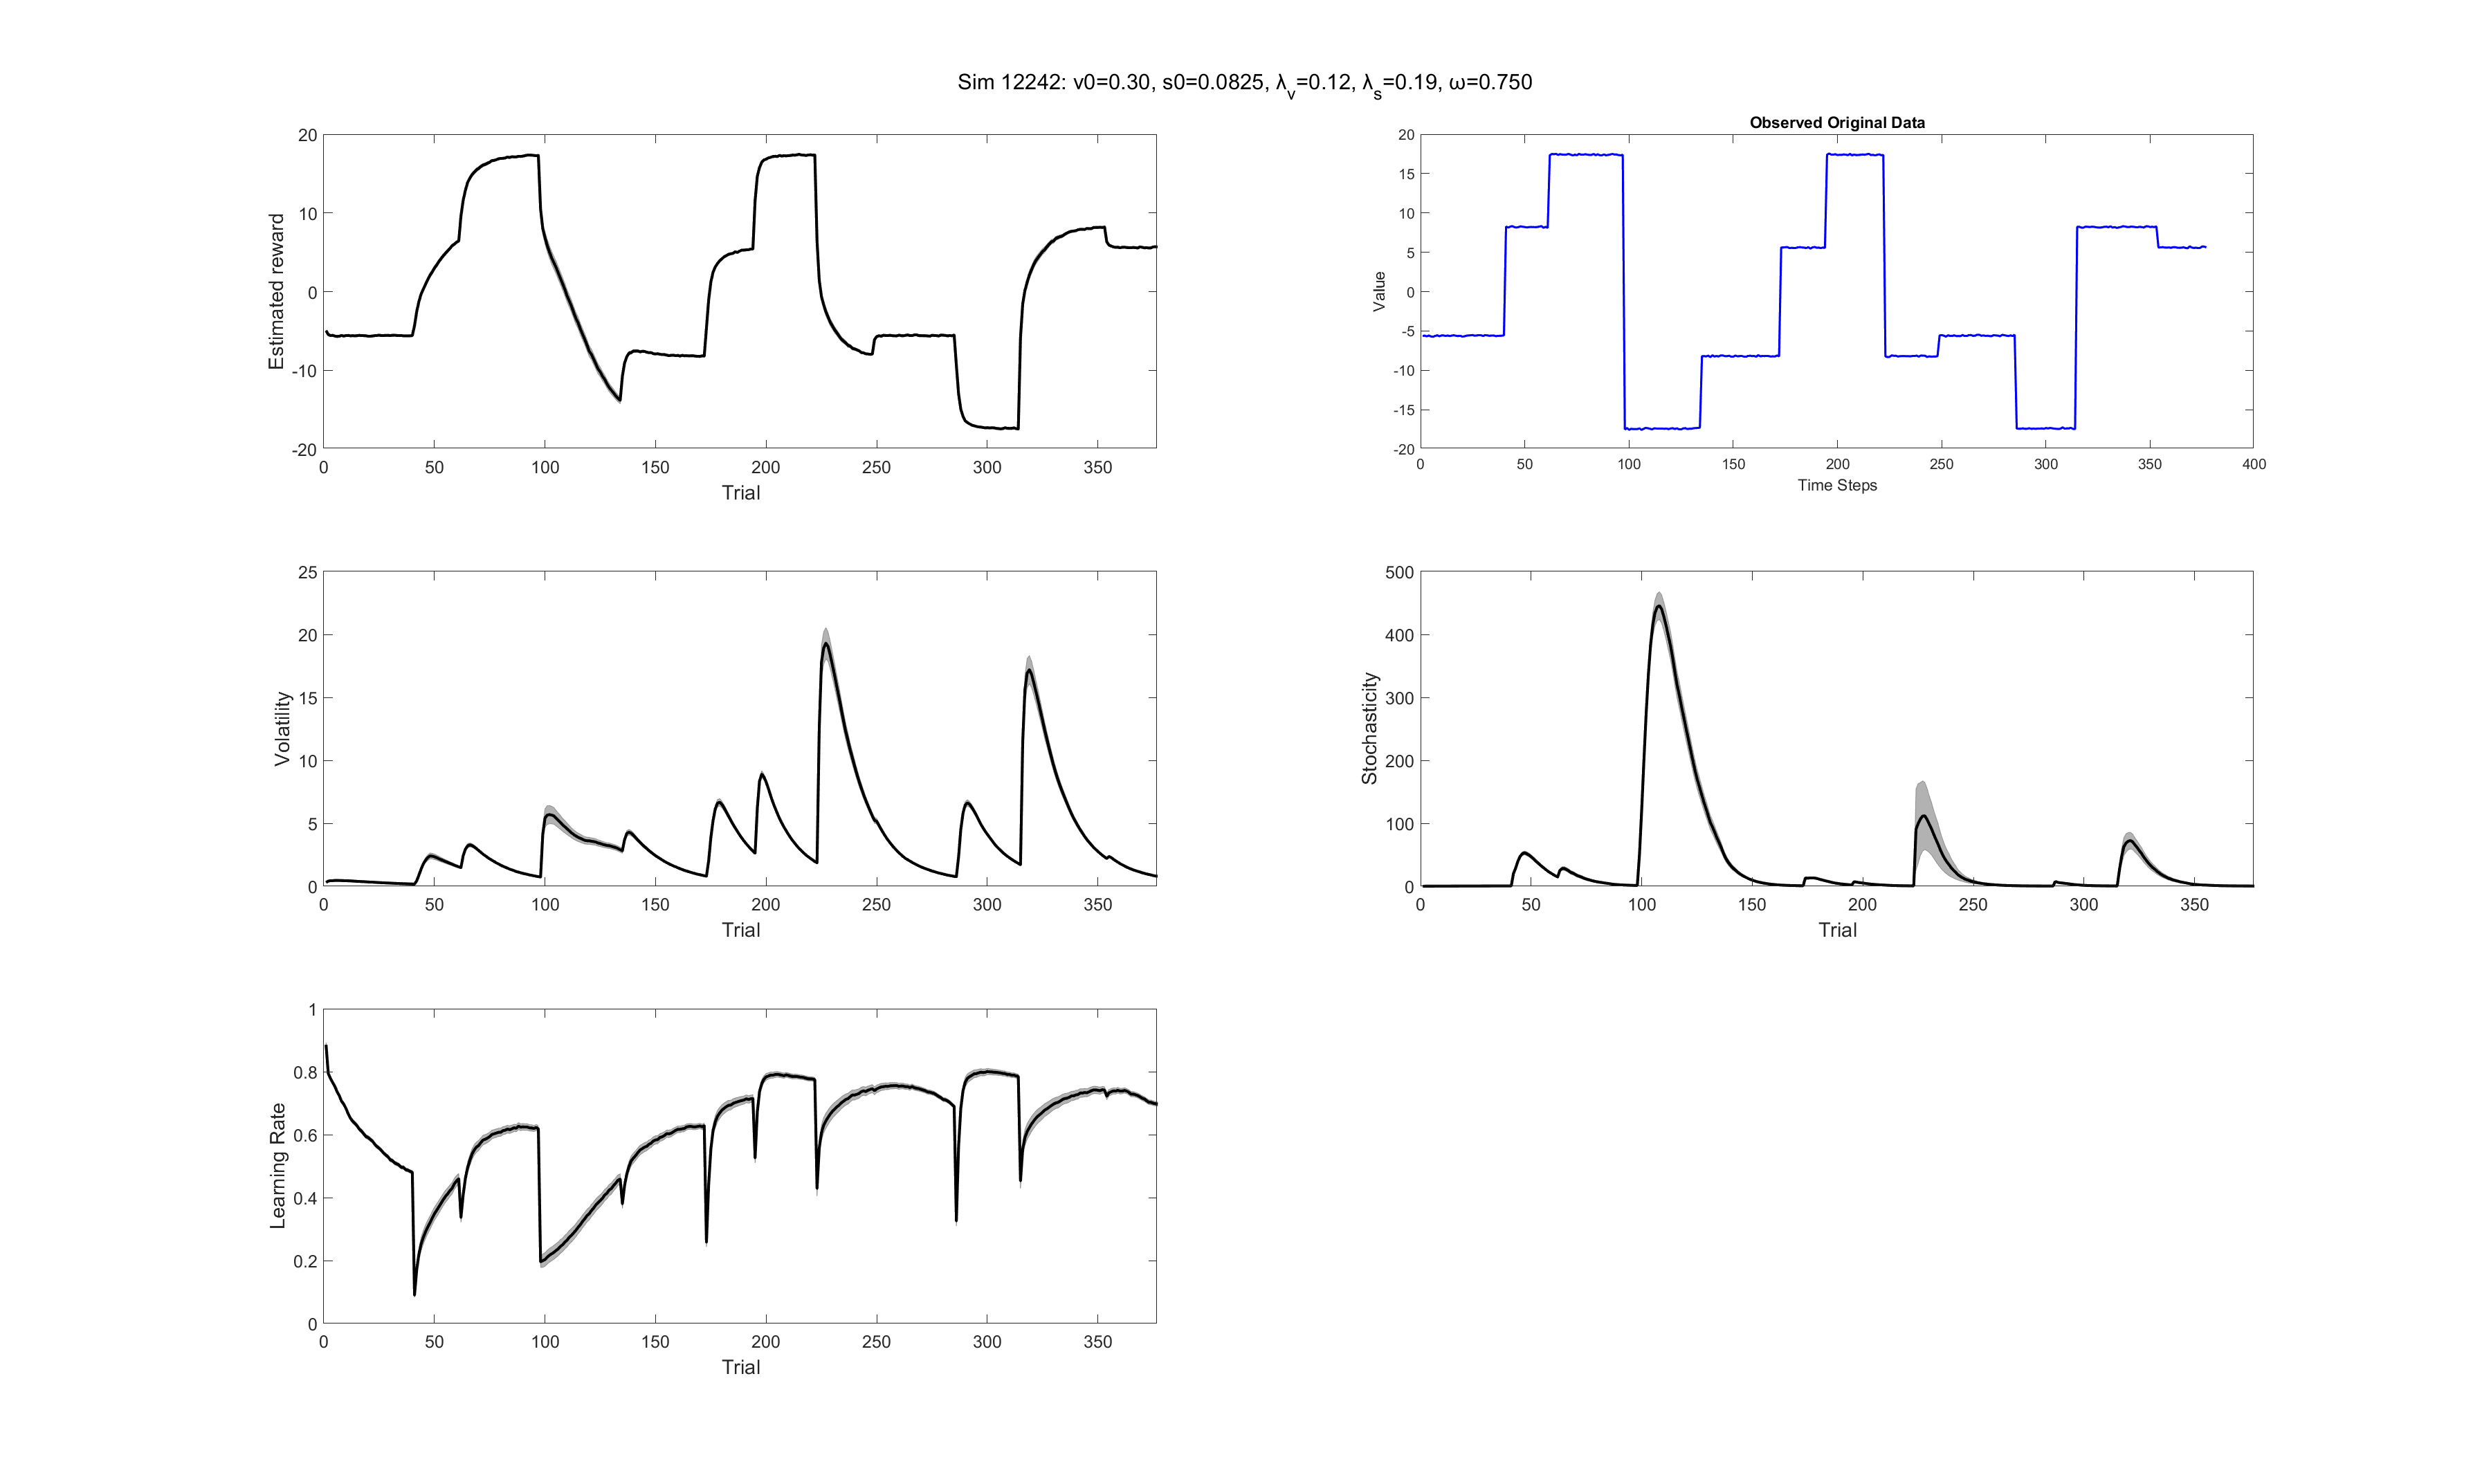 Sim 12242: v0=0.30, s0=0.0825, λv=0.12, λs=0.19, ω=0.750
Estimated reward
20
10
0
-10
-20
0 50 100 150 200 250 300 350
Trial
Observed Original Data
Value
20
15
10
5
0
-5
-10
-15
-20
0 50 100 150 200 250 300 350 400
Time Steps
Volatility
25
20
15
10
5
0
0 50 100 150 200 250 300 350
Trial
Stochasticity
500
400
300
200
100
0
0 50 100 150 200 250 300 350
Trial
Learning Rate
1
0.8
0.6
0.4
0.2
0
0 50 100 150 200 250 300 350
Trial